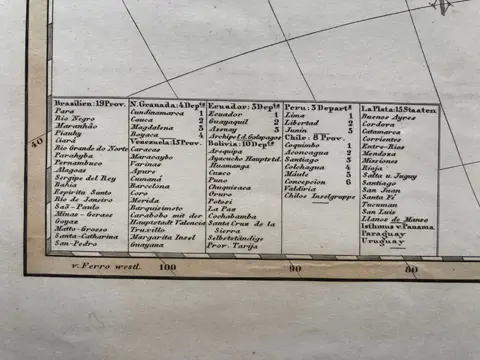 Brasilien: 19 Prov.
Para
Rio Negro
Maranhão
Piauhy
Ciará
Rio Grande do Norte
Parahyba
Pernambuco
Alagoas
Sergipe del Rey
Bahia
Espiritu Santo
Rio de Janeiro
Saõ-Paulo
Minas-Geraes
Goyaz
Matto-Grosso
Santa-Catharina
San-Pedro
N. Granada: 4 Dep.ts
Cundinamarca 1
Cauca 2
Magdalena 3
Boyaca 4
Venezuela: 13 Prov.
Caracas
Maracaybo
Varinas
Apure
Cumaná
Barcelona
Coro
Merida
Barquisimeto
Carabobo mit der
Hauptstadt Valencia
Truxillo
Margarita Insel
Guayana
Ecuador: 3 Dep.ts
Ecuador 1
Guayaquil 2
Assuay 3
Archipel d. Galapagos
Bolivia: 10 Dep.ts
Arequipa
Ayacucho Hauptstd.
Huamanga
Cuzco
Puno
Chuquisaca
Oruro
Potosi
La Paz
Cochabamba
Santa Cruz de la
Sierra
Selbstständige
Prov. Tarija
Peru: 3 Depart.s
Lima 1
Libertad 2
Junin 3
Chile: 8 Prov.
Coquimbo 1
Aconcagua 2
Santiago 3
Colchagua 4
Máule 5
Concepcion 6
Valdivia
Chiloe Inselgruppe
La Plata: 15 Staaten
Buenos Ayres
Cordova
Catamarca
Corrientes
Entre-Rios
Mendoza
Missiones
Rioja
Salta u. Jujuy
Santiago
San Juan
Santa Fé
Tucuman
San Luis
Llanos de Manso
Isthmus v. Panama
Paraguay
Uruguay
40
v. Ferro westl.
100
90
80